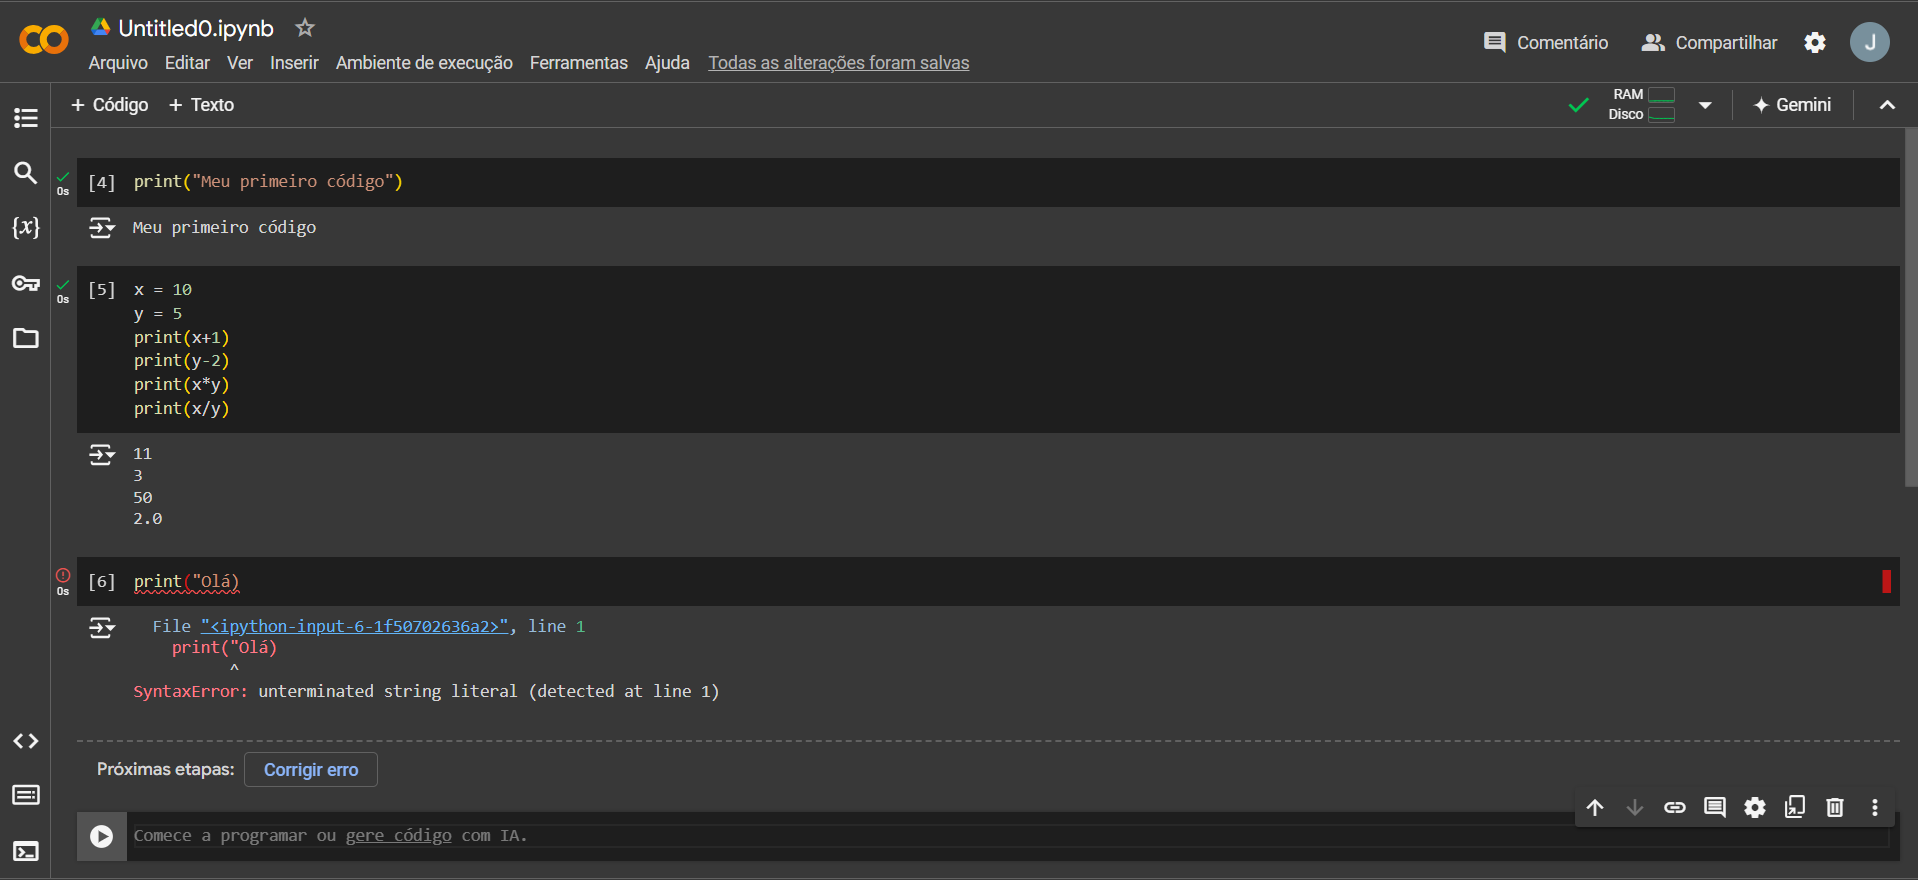 Untitled0.ipynb
Arquivo Editar Ver Inserir Ambiente de execução Ferramentas Ajuda Todas as alterações foram salvas
Comentário Compartilhar J
+ Código + Texto
RAM
Disco
Gemini
0s
[4] print("Meu primeiro código")
Meu primeiro código
{x}
0s
[5] x = 10
y = 5
print(x+1)
print(y-2)
print(x*y)
print(x/y)
11
3
50
2.0
0s
[6] print("Olá)
File "<ipython-input-6-1f50702636a2>", line 1
print("Olá)
^
SyntaxError: unterminated string literal (detected at line 1)
Próximas etapas: Corrigir erro
Comece a programar ou gere código com IA.